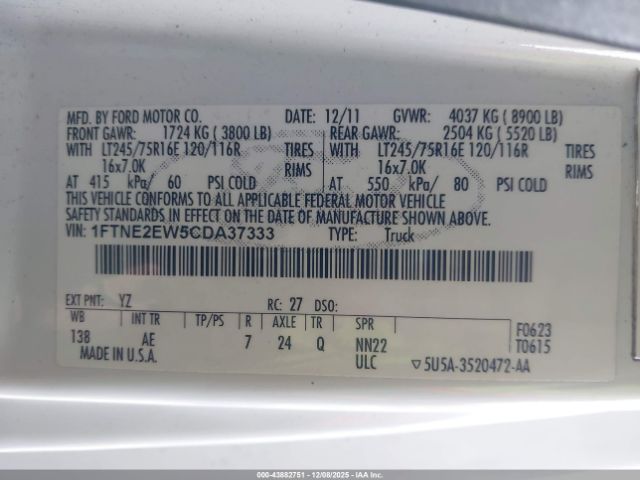 MFD. BY FORD MOTOR CO. DATE: 12/11 GVWR: 4037 KG ( 8900 LB)
FRONT GAWR: 1724 KG ( 3800 LB) REAR GAWR: 2504 KG ( 5520 LB)
WITH LT245/75R16E 120/116R TIRES WITH LT245/75R16E 120/116R TIRES
16x7.0K RIMS 16x7.0K RIMS
AT 415 kPa/ 60 PSI COLD AT 550 kPa/ 80 PSI COLD
THIS VEHICLE CONFORMS TO ALL APPLICABLE FEDERAL MOTOR VEHICLE
SAFETY STANDARDS IN EFFECT ON THE DATE OF MANUFACTURE SHOWN ABOVE.
VIN: 1FTNE2EW5CDA37333 TYPE: Truck
EXT PNT: YZ RC: 27 DSO:
WB INT TR TP/PS R AXLE TR SPR F0623
138 AE 7 24 Q NN22 T0615
MADE IN U.S.A. ULC ▽5U5A-3520472-AA
000-43882751 - 12/08/2025 - IAA Inc.